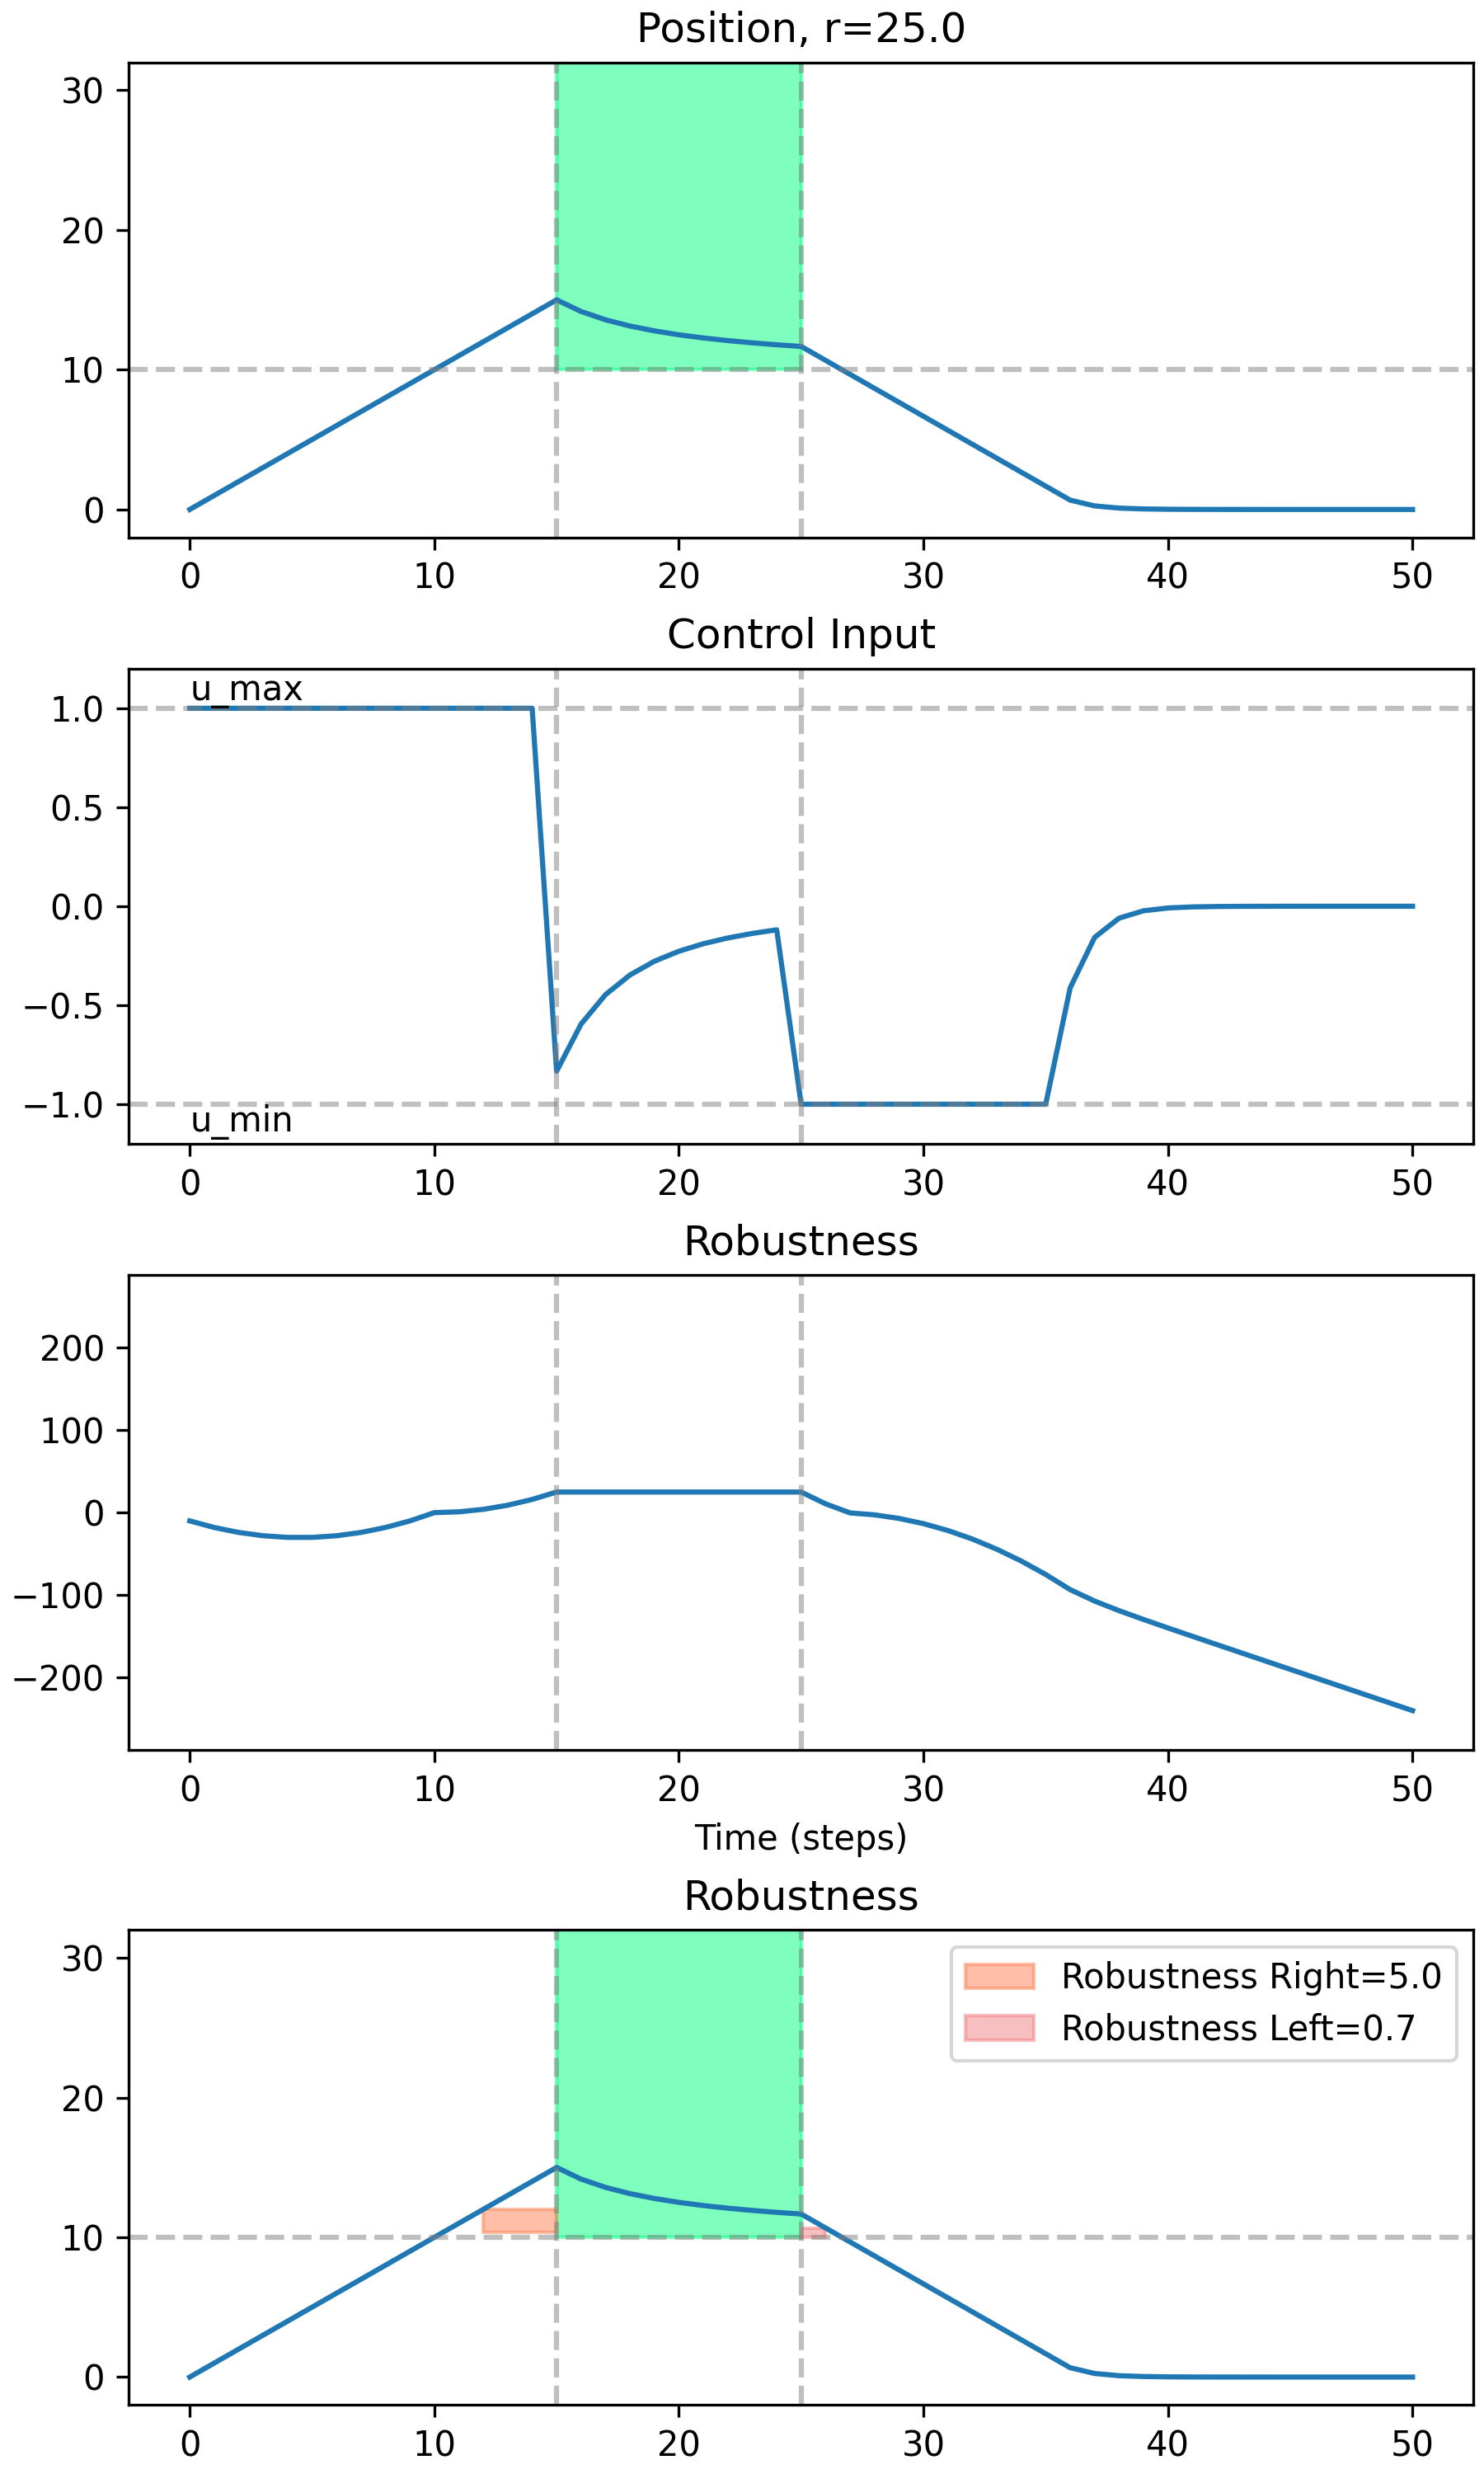 Position, r=25.0
30
20
10
0
0 10 20 30 40 50
Control Input
u_max
1.0
0.5
0.0
−0.5
−1.0
u_min
0 10 20 30 40 50
Robustness
200
100
0
−100
−200
0 10 20 30 40 50
Time (steps)
Robustness
30
Robustness Right=5.0
Robustness Left=0.7
20
10
0
0 10 20 30 40 50